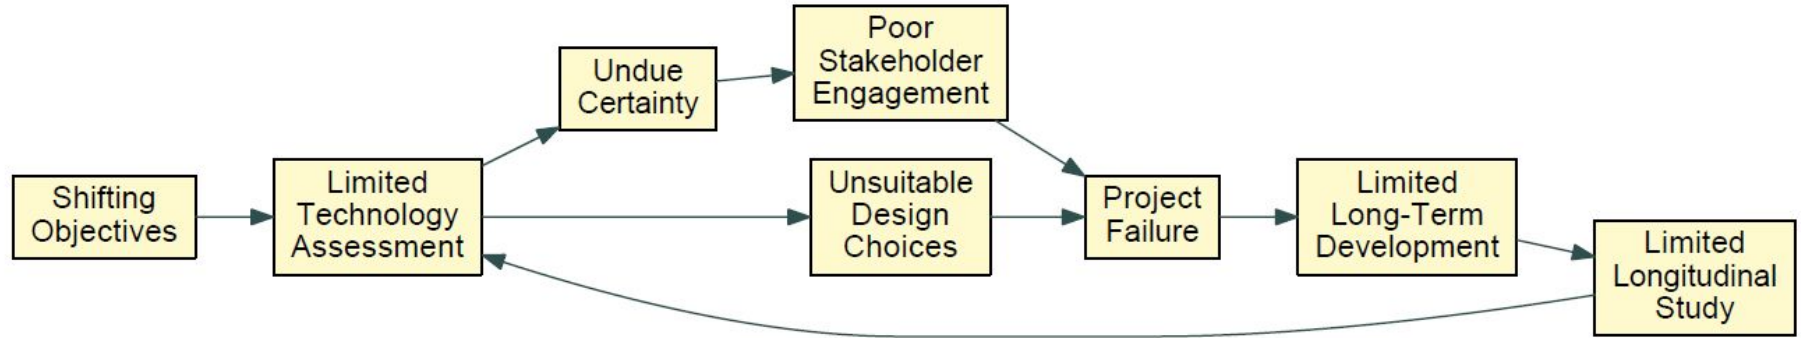 Shifting
Objectives
Limited
Technology
Assessment
Undue
Certainty
Poor
Stakeholder
Engagement
Unsuitable
Design
Choices
Project
Failure
Limited
Long-Term
Development
Limited
Longitudinal
Study